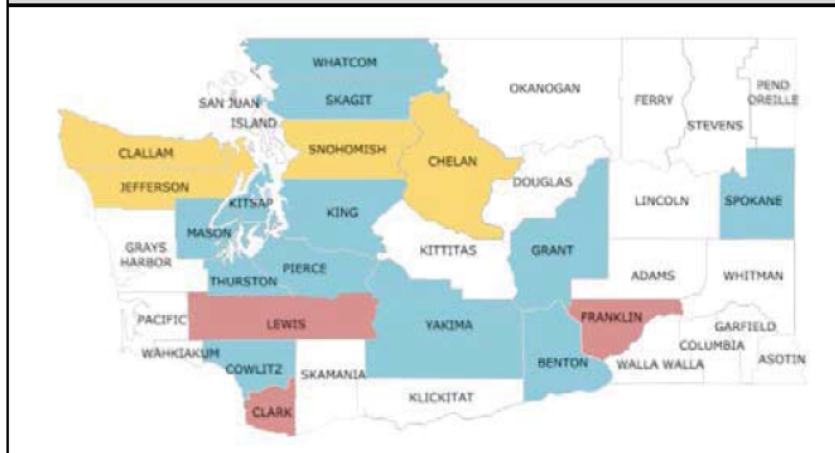 WHATCOM
OKANOGAN
PEND
OREILLE
FERRY
SAN JUAN
SKAGIT
ISLAND
STEVENS
CLALLAM
SNOHOMISH
CHELAN
DOUGLAS
JEFFERSON
KITSAP
KING
LINCOLN
SPOKANE
MASON
GRAYS
HARBOR
KITTITAS
GRANT
PIERCE
THURSTON
ADAMS
WHITMAN
PACIFIC
LEWIS
YAKIMA
FRANKLIN
GARFIELD
COLUMBIA
WAHKIAKUM
COWLITZ
SKAMANIA
BENTON
WALLA WALLA
ASOTIN
KLICKITAT
CLARK